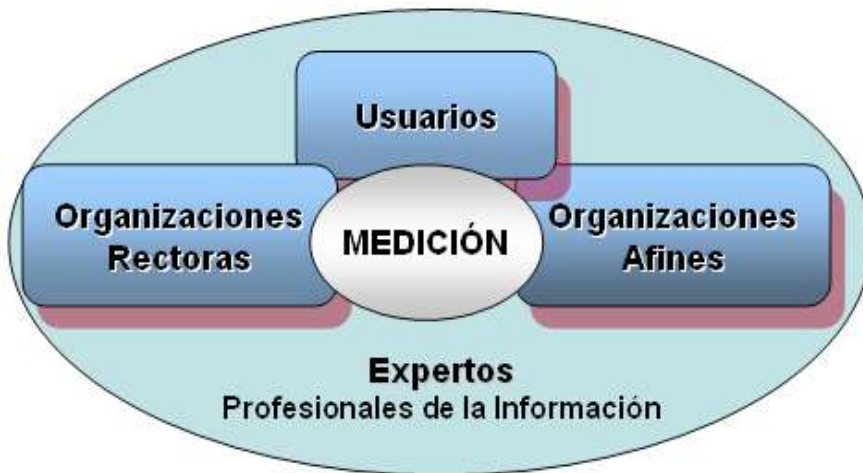 Usuarios
Organizaciones
Rectoras
MEDICIÓN
Organizaciones
Afines
Expertos
Profesionales de la Información